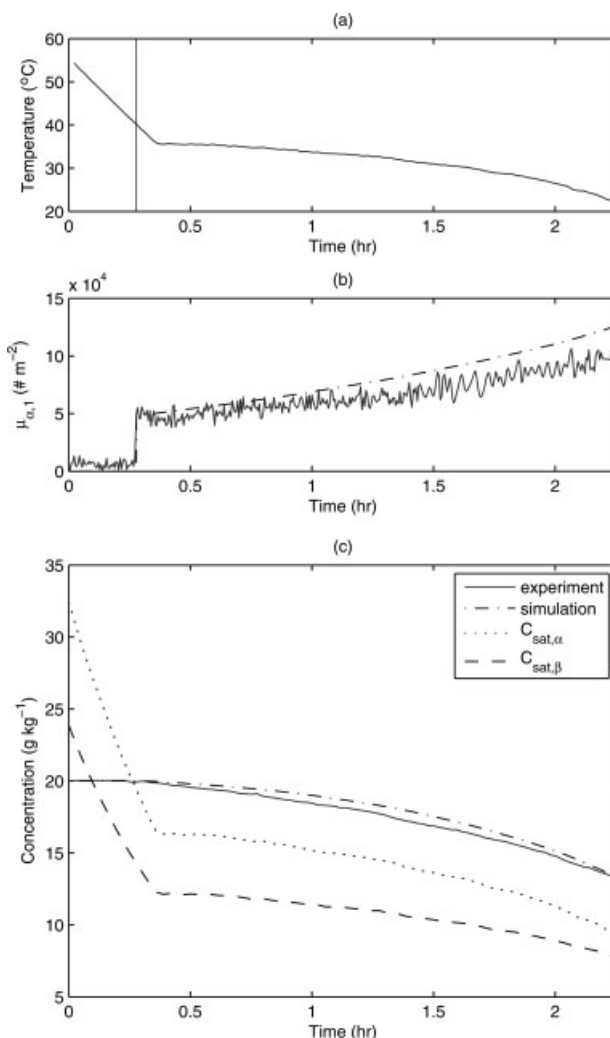 (a)
60
50
40
30
20
Temperature (°C)
0 0.5 1 1.5 2
Time (hr)
(b)
x 10⁴
15
10
5
0
μα,1 (# m⁻²)
0 0.5 1 1.5 2
Time (hr)
(c)
35
30
25
20
15
10
5
Concentration (g kg⁻¹)
experiment
simulation
Csat,α
Csat,β
0 0.5 1 1.5 2
Time (hr)